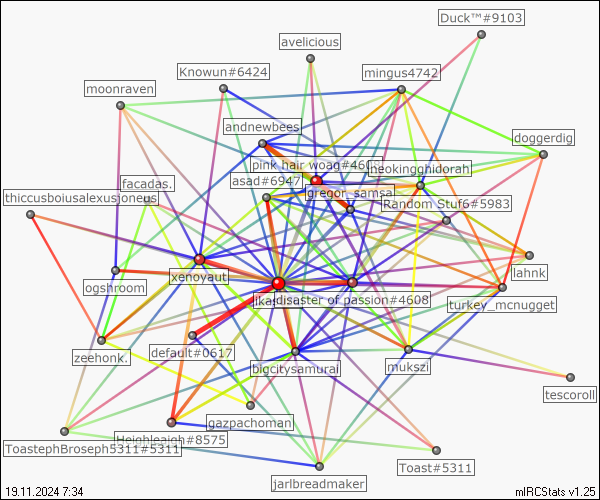 Duck™#9103
avelicious
Knowun#6424
mingus4742
moonraven
andnewbees
doggerdig
pink hair woag#460
neokingghidorah
asad#6947
facadas.
gregor_samsa
thiccusboiusalexusjoneus
Random Stuf6#5983
xenoyaut
lahnk
ogshroom
disaster of passion#4608
turkey_mcnugget
zeehonk.
default#0617
bigcitysamurai
mukszi
tescoroll
gazpachoman
Heighleaigh#8575
ToastephBroseph5311#5311
Toast#5311
jarlbreadmaker
19.11.2024 7:34
mIRCStats v1.25